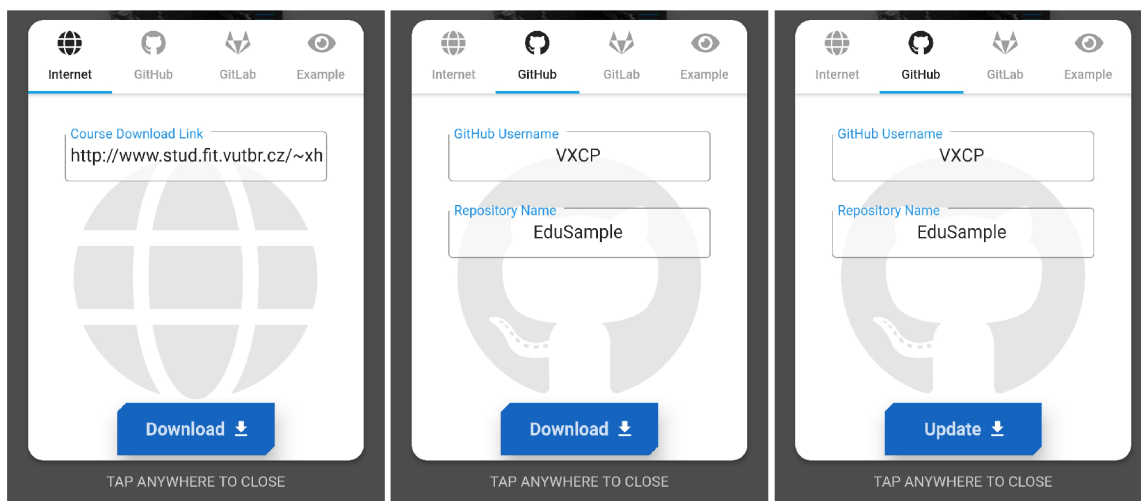 Internet GitHub GitLab Example
Course Download Link
http://www.stud.fit.vutbr.cz/~xh
Download
TAP ANYWHERE TO CLOSE
Internet GitHub GitLab Example
GitHub Username
VXCP
Repository Name
EduSample
Download
TAP ANYWHERE TO CLOSE
Internet GitHub GitLab Example
GitHub Username
VXCP
Repository Name
EduSample
Update
TAP ANYWHERE TO CLOSE